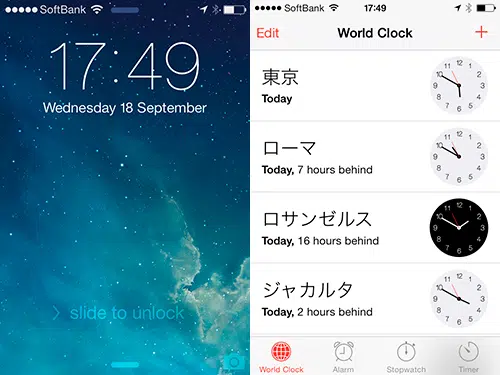 SoftBank
17:49
Wednesday 18 September
slide to unlock
SoftBank 17:49
Edit World Clock +
東京
Today
ローマ
Today, 7 hours behind
ロサンゼルス
Today, 16 hours behind
ジャカルタ
Today, 2 hours behind
World Clock Alarm Stopwatch Timer